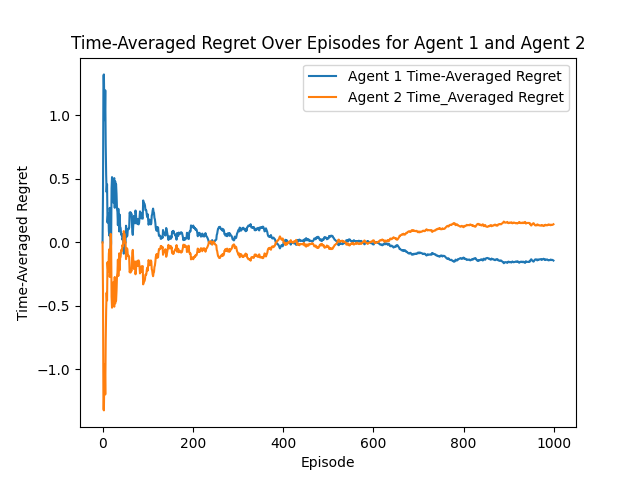 Time-Averaged Regret Over Episodes for Agent 1 and Agent 2
Agent 1 Time-Averaged Regret
Agent 2 Time_Averaged Regret
Time-Averaged Regret
1.0
0.5
0.0
−0.5
−1.0
0 200 400 600 800 1000
Episode